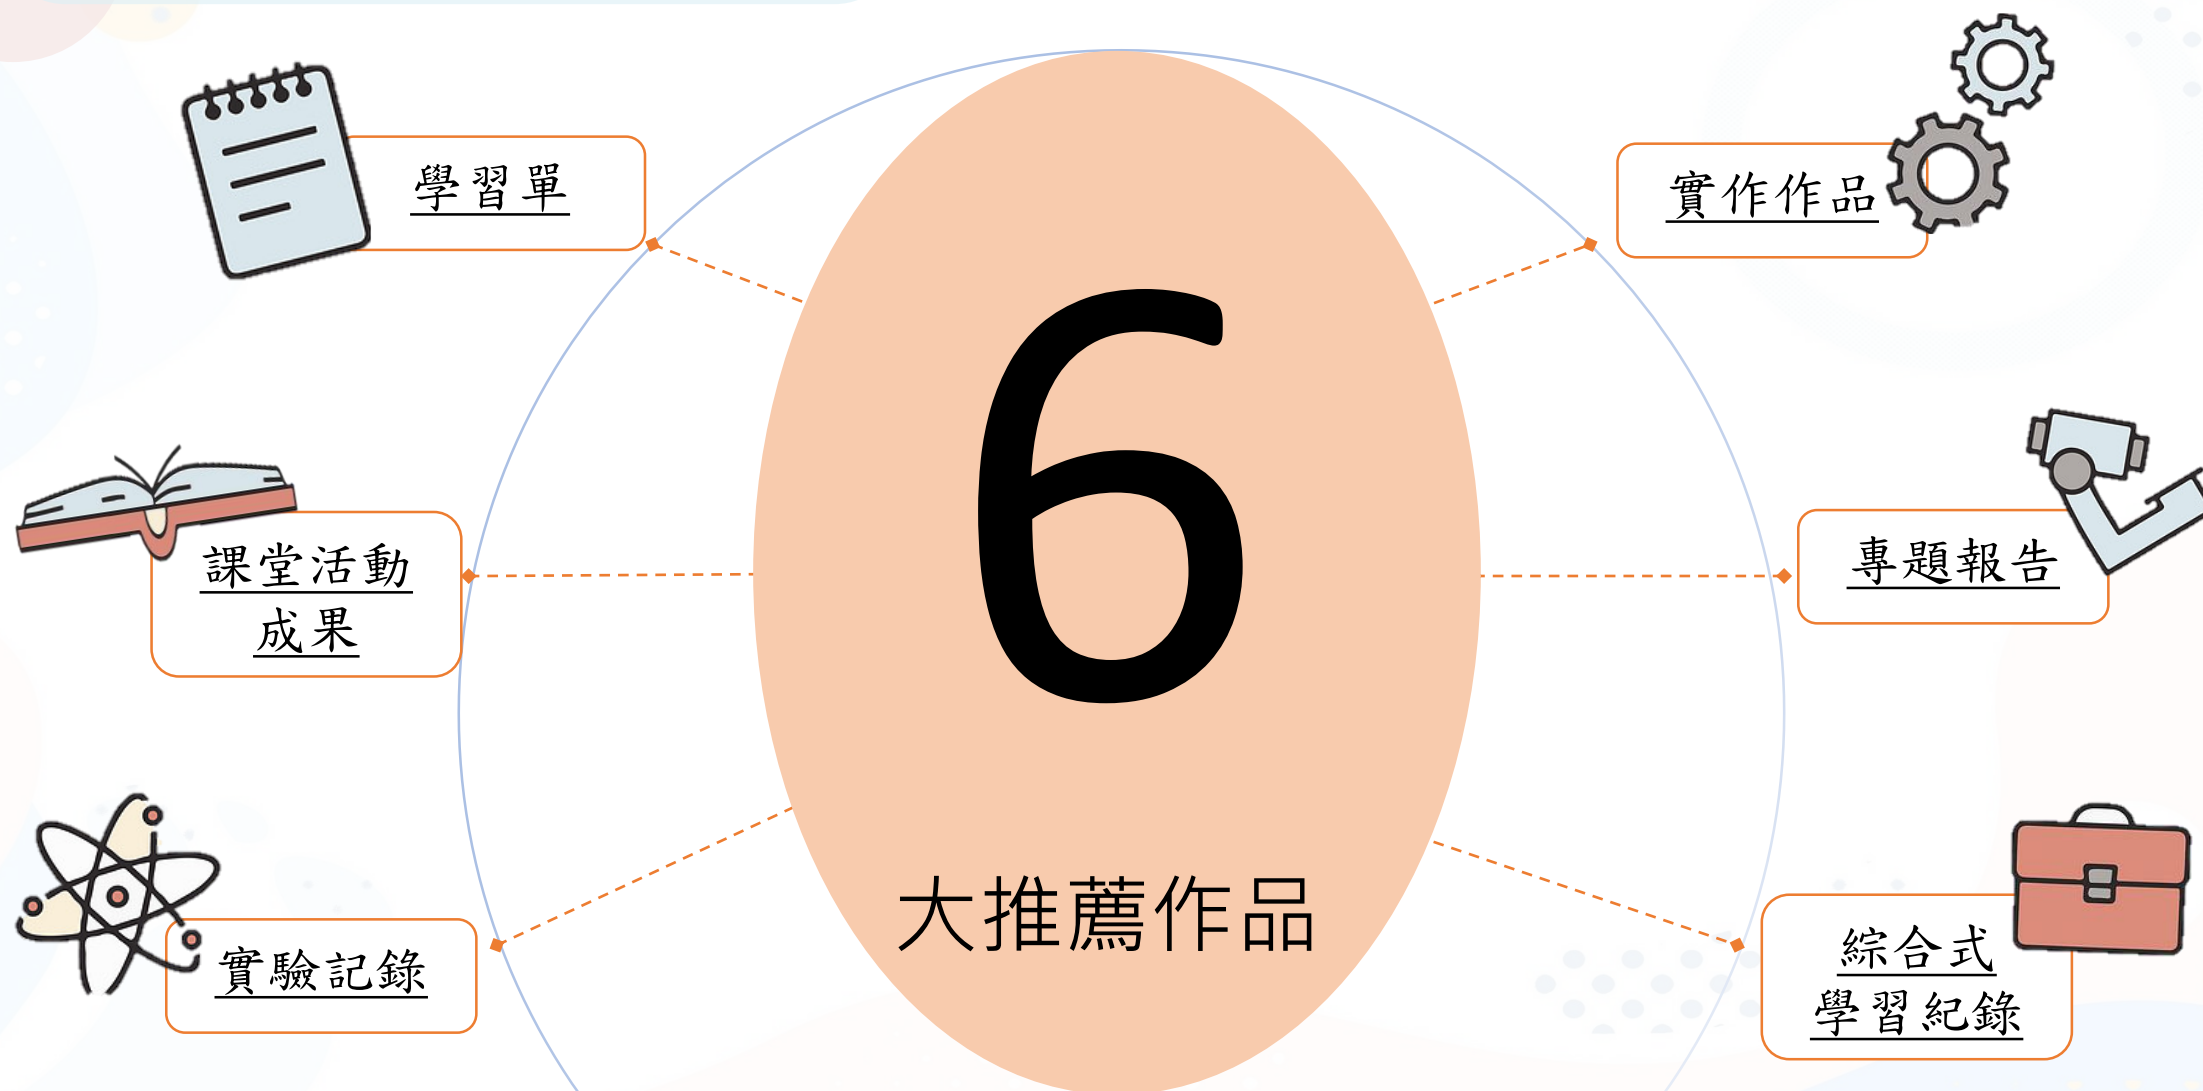 學習單
課堂活動
成果
實驗記錄
6
大推薦作品
實作作品
專題報告
綜合式
學習紀錄